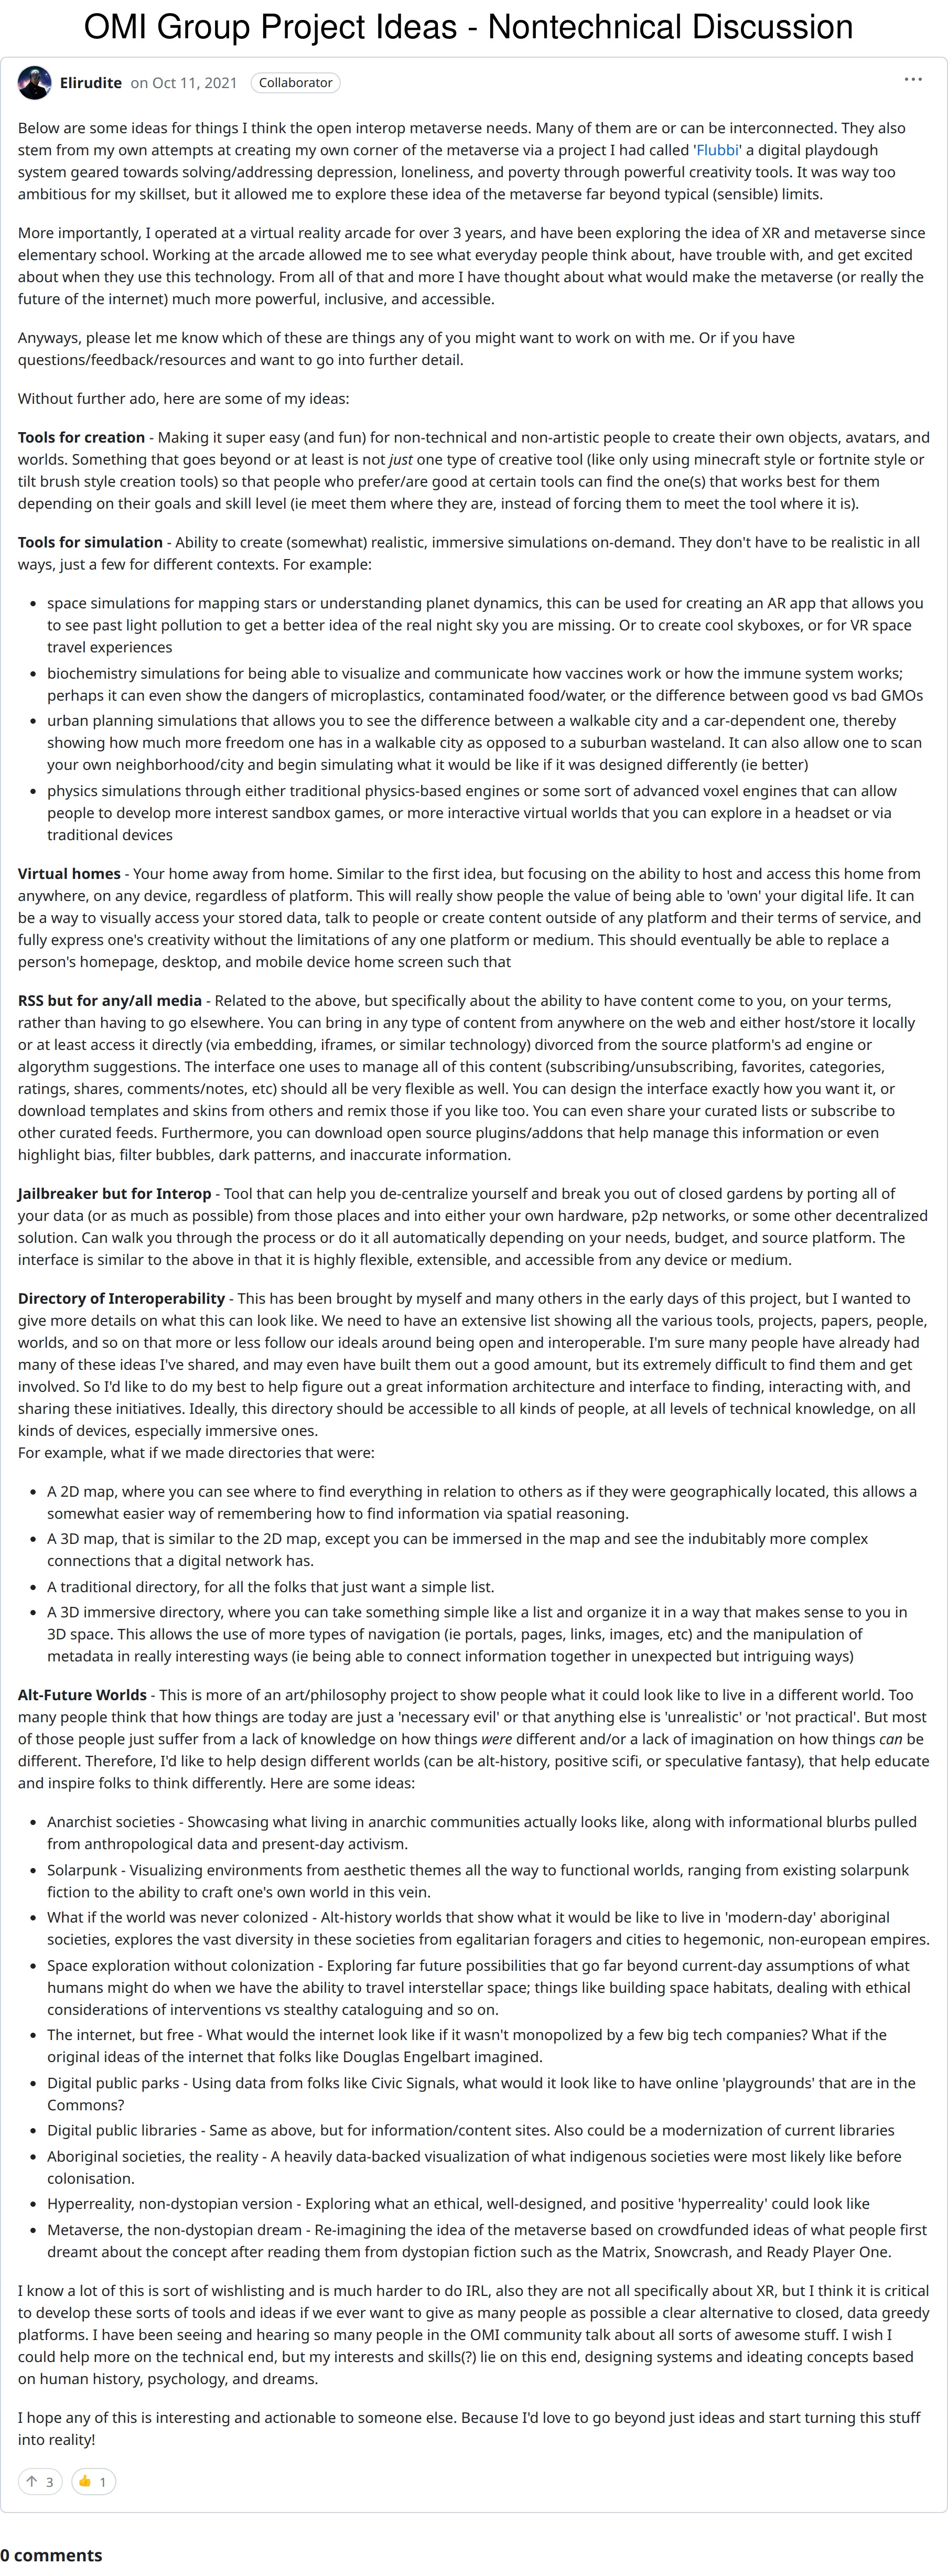 OMI Group Project Ideas - Nontechnical Discussion
Elirudite on Oct 11, 2021 Collaborator
Below are some ideas for things I think the open interop metaverse needs. Many of them are or can be interconnected. They also
stem from my own attempts at creating my own corner of the metaverse via a project I had called 'Flubbi' a digital playdough
system geared towards solving/addressing depression, loneliness, and poverty through powerful creativity tools. It was way too
ambitious for my skillset, but it allowed me to explore these idea of the metaverse far beyond typical (sensible) limits.
More importantly, I operated at a virtual reality arcade for over 3 years, and have been exploring the idea of XR and metaverse since
elementary school. Working at the arcade allowed me to see what everyday people think about, have trouble with, and get excited
about when they use this technology. From all of that and more I have thought about what would make the metaverse (or really the
future of the internet) much more powerful, inclusive, and accessible.
Anyways, please let me know which of these are things any of you might want to work on with me. Or if you have
questions/feedback/resources and want to go into further detail.
Without further ado, here are some of my ideas:
Tools for creation - Making it super easy (and fun) for non-technical and non-artistic people to create their own objects, avatars, and
worlds. Something that goes beyond or at least is not just one type of creative tool (like only using minecraft style or fortnite style or
tilt brush style creation tools) so that people who prefer/are good at certain tools can find the one(s) that works best for them
depending on their goals and skill level (ie meet them where they are, instead of forcing them to meet the tool where it is).
Tools for simulation - Ability to create (somewhat) realistic, immersive simulations on-demand. They don't have to be realistic in all
ways, just a few for different contexts. For example:
• space simulations for mapping stars or understanding planet dynamics, this can be used for creating an AR app that allows you
to see past light pollution to get a better idea of the real night sky you are missing. Or to create cool skyboxes, or for VR space
travel experiences
• biochemistry simulations for being able to visualize and communicate how vaccines work or how the immune system works;
perhaps it can even show the dangers of microplastics, contaminated food/water, or the difference between good vs bad GMOs
• urban planning simulations that allows you to see the difference between a walkable city and a car-dependent one, thereby
showing how much more freedom one has in a walkable city as opposed to a suburban wasteland. It can also allow one to scan
your own neighborhood/city and begin simulating what it would be like if it was designed differently (ie better)
• physics simulations through either traditional physics-based engines or some sort of advanced voxel engines that can allow
people to develop more interest sandbox games, or more interactive virtual worlds that you can explore in a headset or via
traditional devices
Virtual homes - Your home away from home. Similar to the first idea, but focusing on the ability to host and access this home from
anywhere, on any device, regardless of platform. This will really show people the value of being able to 'own' your digital life. It can
be a way to visually access your stored data, talk to people or create content outside of any platform and their terms of service, and
fully express one's creativity without the limitations of any one platform or medium. This should eventually be able to replace a
person's homepage, desktop, and mobile device home screen such that
RSS but for any/all media - Related to the above, but specifically about the ability to have content come to you, on your terms,
rather than having to go elsewhere. You can bring in any type of content from anywhere on the web and either host/store it locally
or at least access it directly (via embedding, iframes, or similar technology) divorced from the source platform's ad engine or
algorythm suggestions. The interface one uses to manage all of this content (subscribing/unsubscribing, favorites, categories,
ratings, shares, comments/notes, etc) should all be very flexible as well. You can design the interface exactly how you want it, or
download templates and skins from others and remix those if you like too. You can even share your curated lists or subscribe to
other curated feeds. Furthermore, you can download open source plugins/addons that help manage this information or even
highlight bias, filter bubbles, dark patterns, and inaccurate information.
Jailbreaker but for Interop - Tool that can help you de-centralize yourself and break you out of closed gardens by porting all of
your data (or as much as possible) from those places and into either your own hardware, p2p networks, or some other decentralized
solution. Can walk you through the process or do it all automatically depending on your needs, budget, and source platform. The
interface is similar to the above in that it is highly flexible, extensible, and accessible from any device or medium.
Directory of Interoperability - This has been brought by myself and many others in the early days of this project, but I wanted to
give more details on what this can look like. We need to have an extensive list showing all the various tools, projects, papers, people,
worlds, and so on that more or less follow our ideals around being open and interoperable. I'm sure many people have already had
many of these ideas I've shared, and may even have built them out a good amount, but its extremely difficult to find them and get
involved. So I'd like to do my best to help figure out a great information architecture and interface to finding, interacting with, and
sharing these initiatives. Ideally, this directory should be accessible to all kinds of people, at all levels of technical knowledge, on all
kinds of devices, especially immersive ones.
For example, what if we made directories that were:
• A 2D map, where you can see where to find everything in relation to others as if they were geographically located, this allows a
somewhat easier way of remembering how to find information via spatial reasoning.
• A 3D map, that is similar to the 2D map, except you can be immersed in the map and see the indubitably more complex
connections that a digital network has.
• A traditional directory, for all the folks that just want a simple list.
• A 3D immersive directory, where you can take something simple like a list and organize it in a way that makes sense to you in
3D space. This allows the use of more types of navigation (ie portals, pages, links, images, etc) and the manipulation of
metadata in really interesting ways (ie being able to connect information together in unexpected but intriguing ways)
Alt-Future Worlds - This is more of an art/philosophy project to show people what it could look like to live in a different world. Too
many people think that how things are today are just a 'necessary evil' or that anything else is 'unrealistic' or 'not practical'. But most
of those people just suffer from a lack of knowledge on how things were different and/or a lack of imagination on how things can be
different. Therefore, I'd like to help design different worlds (can be alt-history, positive scifi, or speculative fantasy), that help educate
and inspire folks to think differently. Here are some ideas:
• Anarchist societies - Showcasing what living in anarchic communities actually looks like, along with informational blurbs pulled
from anthropological data and present-day activism.
• Solarpunk - Visualizing environments from aesthetic themes all the way to functional worlds, ranging from existing solarpunk
fiction to the ability to craft one's own world in this vein.
• What if the world was never colonized - Alt-history worlds that show what it would be like to live in 'modern-day' aboriginal
societies, explores the vast diversity in these societies from egalitarian foragers and cities to hegemonic, non-european empires.
• Space exploration without colonization - Exploring far future possibilities that go far beyond current-day assumptions of what
humans might do when we have the ability to travel interstellar space; things like building space habitats, dealing with ethical
considerations of interventions vs stealthy cataloguing and so on.
• The internet, but free - What would the internet look like if it wasn't monopolized by a few big tech companies? What if the
original ideas of the internet that folks like Douglas Engelbart imagined.
• Digital public parks - Using data from folks like Civic Signals, what would it look like to have online 'playgrounds' that are in the
Commons?
• Digital public libraries - Same as above, but for information/content sites. Also could be a modernization of current libraries
• Aboriginal societies, the reality - A heavily data-backed visualization of what indigenous societies were most likely like before
colonisation.
• Hyperreality, non-dystopian version - Exploring what an ethical, well-designed, and positive 'hyperreality' could look like
• Metaverse, the non-dystopian dream - Re-imagining the idea of the metaverse based on crowdfunded ideas of what people first
dreamt about the concept after reading them from dystopian fiction such as the Matrix, Snowcrash, and Ready Player One.
I know a lot of this is sort of wishlisting and is much harder to do IRL, also they are not all specifically about XR, but I think it is critical
to develop these sorts of tools and ideas if we ever want to give as many people as possible a clear alternative to closed, data greedy
platforms. I have been seeing and hearing so many people in the OMI community talk about all sorts of awesome stuff. I wish I
could help more on the technical end, but my interests and skills(?) lie on this end, designing systems and ideating concepts based
on human history, psychology, and dreams.
I hope any of this is interesting and actionable to someone else. Because I'd love to go beyond just ideas and start turning this stuff
into reality!
↑ 3 👍 1
0 comments